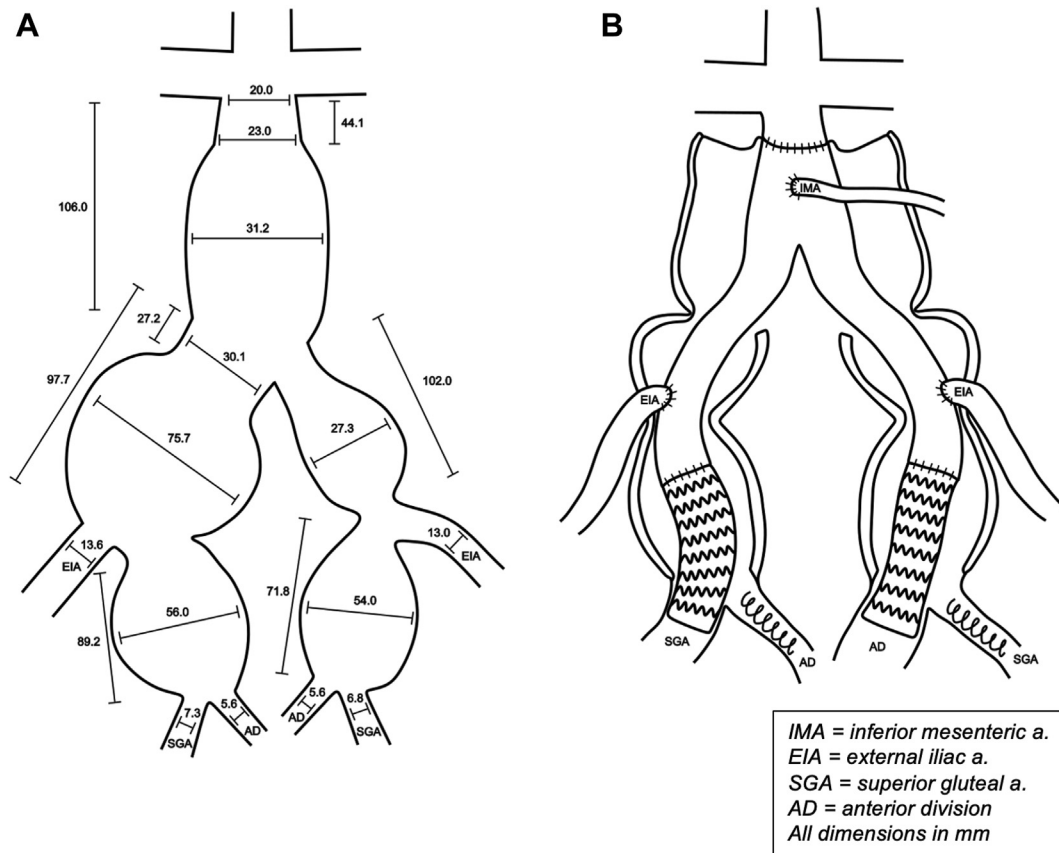 A
20.0
44.1
23.0
106.0
31.2
27.2
30.1
97.7
102.0
27.3
75.7
13.6
EIA
13.0
EIA
71.8
56.0
54.0
89.2
7.3
SGA
5.6
AD
5.6
AD
6.8
SGA
B
IMA
EIA
EIA
SGA
AD
AD
SGA
IMA = inferior mesenteric a.
EIA = external iliac a.
SGA = superior gluteal a.
AD = anterior division
All dimensions in mm